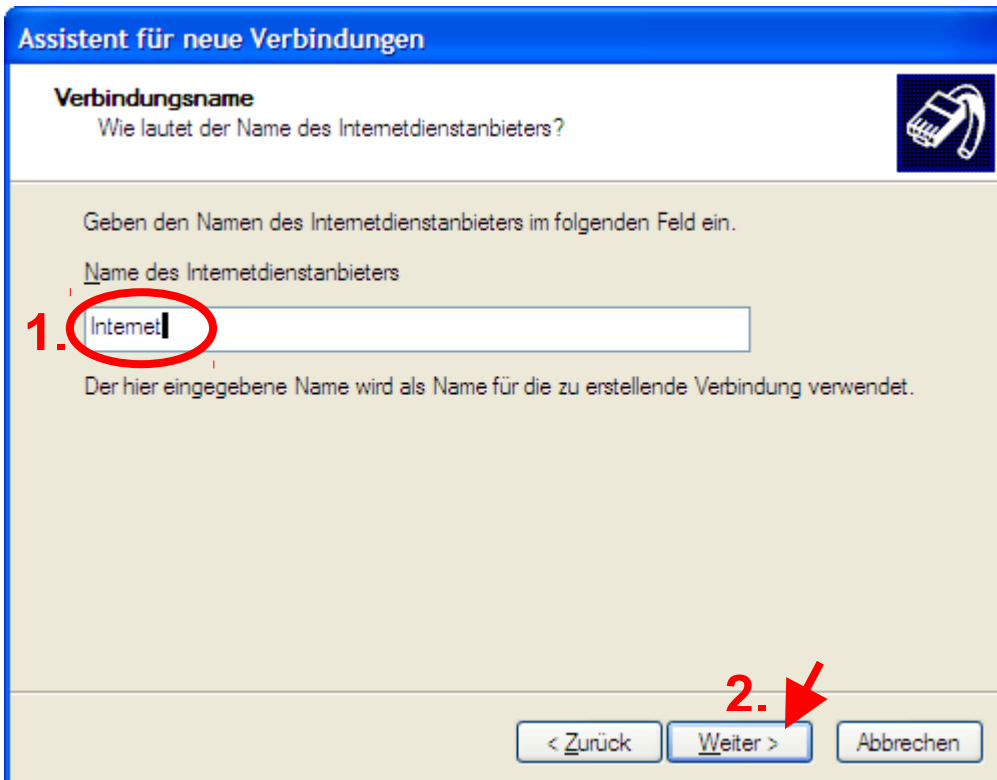 Assistent für neue Verbindungen
Verbindungsname
Wie lautet der Name des Internetdienstanbieters?
Geben den Namen des Internetdienstanbieters im folgenden Feld ein.
Name des Internetdienstanbieters
1. Internet
Der hier eingegebene Name wird als Name für die zu erstellende Verbindung verwendet.
2.
< Zurück Weiter > Abbrechen